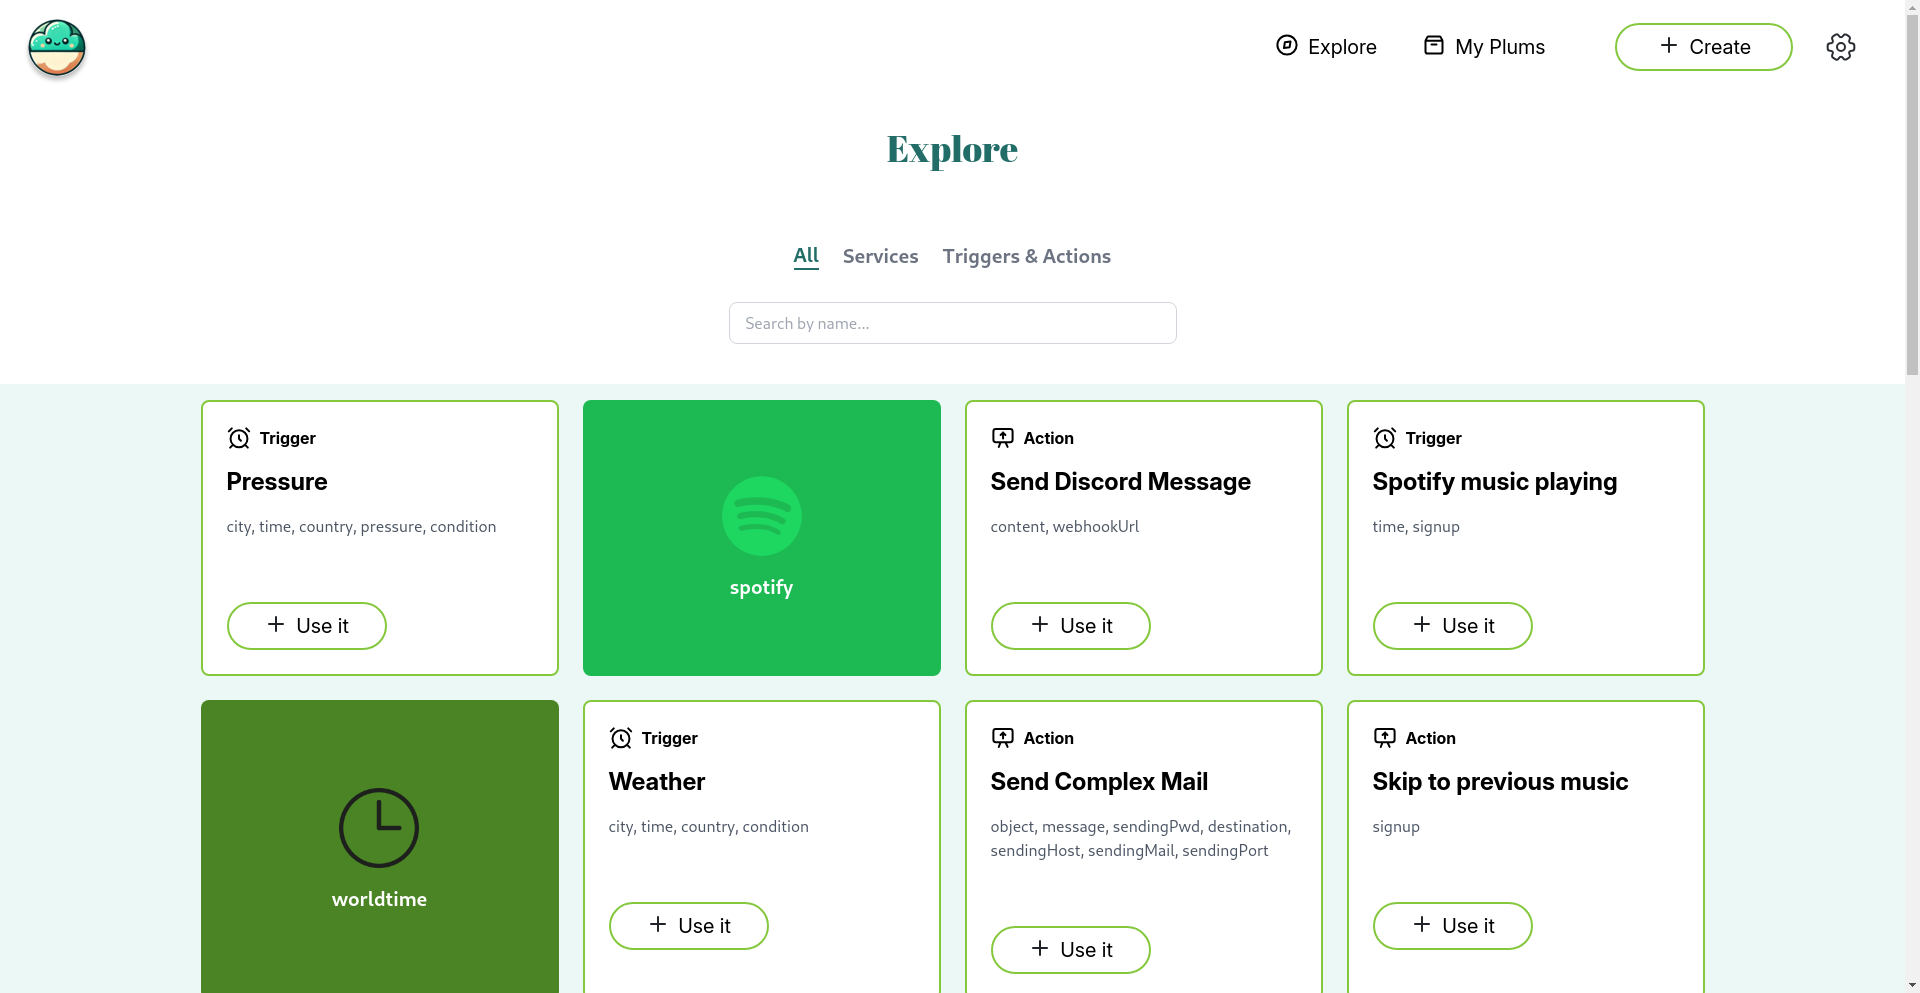 Explore
My Plums
Create
Explore
All
Services
Triggers & Actions
Search by name...
Trigger
Pressure
city, time, country, pressure, condition
Use it
spotify
Action
Send Discord Message
content, webhookUrl
Use it
Trigger
Spotify music playing
time, signup
Use it
worldtime
Trigger
Weather
city, time, country, condition
Use it
Action
Send Complex Mail
object, message, sendingPwd, destination,
sendingHost, sendingMail, sendingPort
Use it
Action
Skip to previous music
signup
Use it